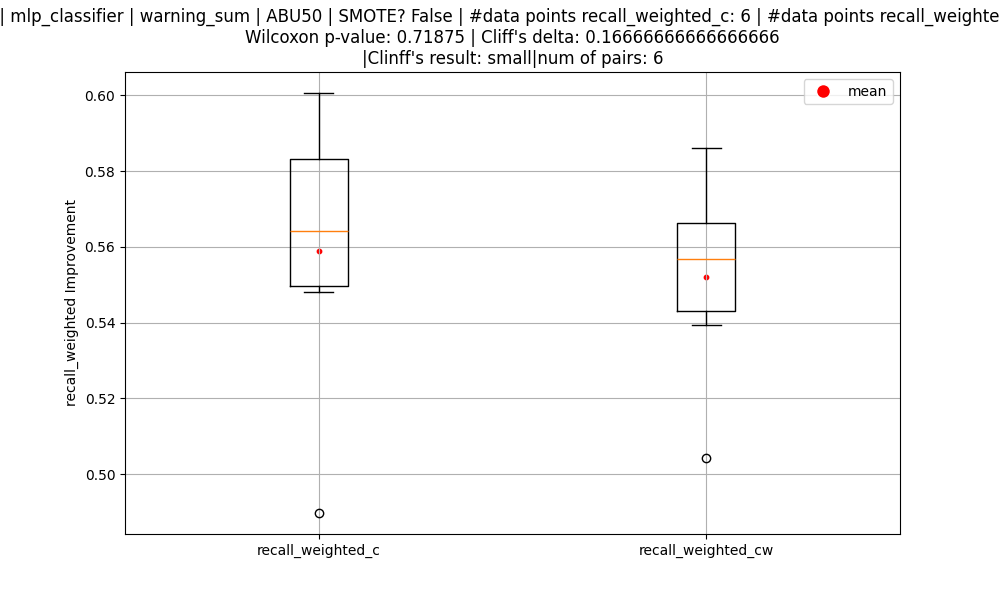 | mlp_classifier | warning_sum | ABU50 | SMOTE? False | #data points recall_weighted_c: 6 | #data points recall_weighte
Wilcoxon p-value: 0.71875 | Cliff's delta: 0.16666666666666666
|Clinff's result: small|num of pairs: 6
mean
0.60
0.58
0.56
0.54
0.52
0.50
recall_weighted Improvement
recall_weighted_c
recall_weighted_cw